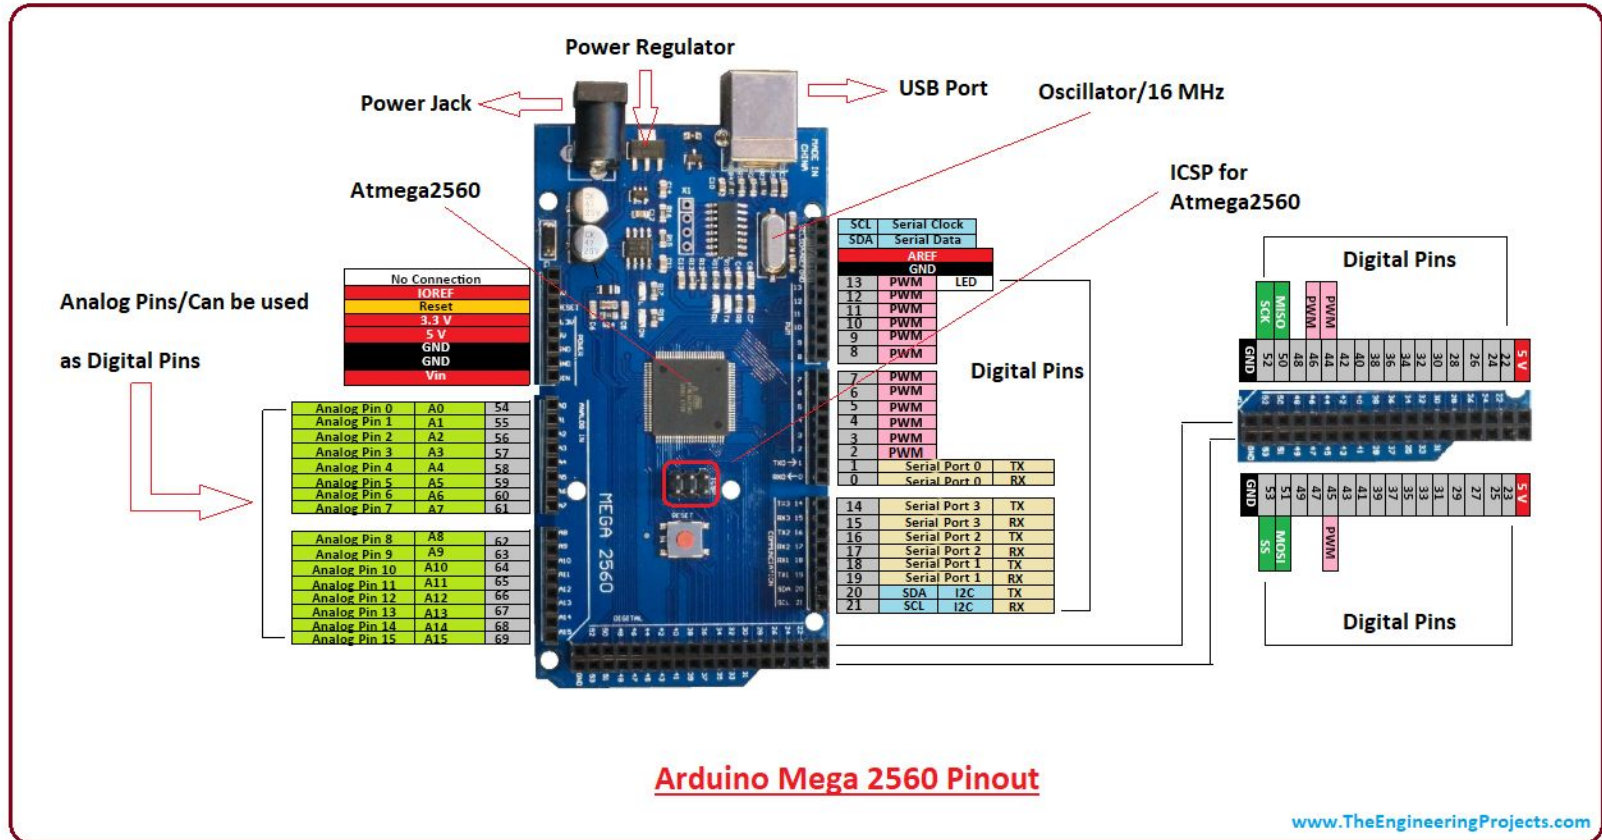 Power Regulator
Power Jack
USB Port
Oscillator/16 MHz
Atmega2560
ICSP for
Atmega2560
MADE IN
CHINA
Analog Pins/Can be used
as Digital Pins
No Connection
IOREF
Reset
3.3 V
5 V
GND
GND
Vin
Analog Pin 0 A0 54
Analog Pin 1 A1 55
Analog Pin 2 A2 56
Analog Pin 3 A3 57
Analog Pin 4 A4 58
Analog Pin 5 A5 59
Analog Pin 6 A6 60
Analog Pin 7 A7 61
Analog Pin 8 A8 62
Analog Pin 9 A9 63
Analog Pin 10 A10 64
Analog Pin 11 A11 65
Analog Pin 12 A12 66
Analog Pin 13 A13 67
Analog Pin 14 A14 68
Analog Pin 15 A15 69
RESET
MEGA 2560
SCL Serial Clock
SDA Serial Data
AREF
GND
13 PWM LED
12 PWM
11 PWM
10 PWM
9 PWM
8 PWM
7 PWM
6 PWM
5 PWM
4 PWM
3 PWM
2 PWM
1 Serial Port 0 TX
0 Serial Port 0 RX
14 Serial Port 3 TX
15 Serial Port 3 RX
16 Serial Port 2 TX
17 Serial Port 2 RX
18 Serial Port 1 TX
19 Serial Port 1 RX
20 SDA I2C TX
21 SCL I2C RX
Digital Pins
Digital Pins
SCK MISO PWM PWM
GND 52 50 48 46 44 42 40 38 36 34 32 30 28 26 24 22 5 V
GND 53 51 49 47 45 43 41 39 37 35 33 31 29 27 25 23 5 V
SS MOSI PWM
Digital Pins
Arduino Mega 2560 Pinout
www.TheEngineeringProjects.com